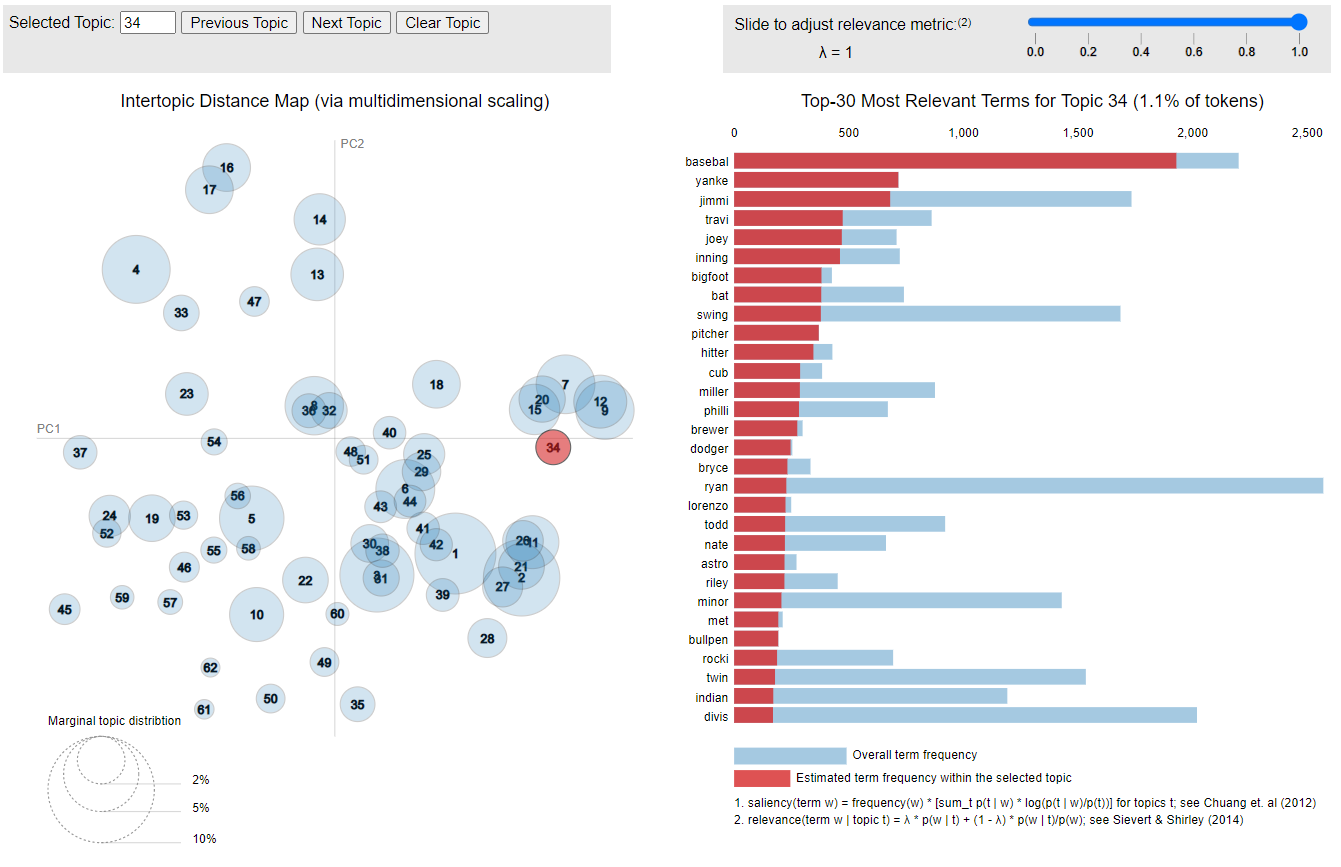 Selected Topic: 34 Previous Topic Next Topic Clear Topic
Slide to adjust relevance metric:(2)
λ = 1
0.0 0.2 0.4 0.6 0.8 1.0
Intertopic Distance Map (via multidimensional scaling)
PC2
PC1
16
17
14
4
13
47
33
23
8
36
32
18
7
20
15
12
9
40
34
54
37
48
51
25
29
6
44
43
56
5
24
52
19
53
55
58
46
41
42
1
30
38
3
31
26
11
21
2
27
39
22
59
57
45
10
60
28
49
62
50
35
61
Marginal topic distribtion
2%
5%
10%
Top-30 Most Relevant Terms for Topic 34 (1.1% of tokens)
0 500 1,000 1,500 2,000 2,500
basebal
yanke
jimmi
travi
joey
inning
bigfoot
bat
swing
pitcher
hitter
cub
miller
philli
brewer
dodger
bryce
ryan
lorenzo
todd
nate
astro
riley
minor
met
bullpen
rocki
twin
indian
divis
Overall term frequency
Estimated term frequency within the selected topic
1. saliency(term w) = frequency(w) * [sum_t p(t | w) * log(p(t | w)/p(t))] for topics t; see Chuang et. al (2012)
2. relevance(term w | topic t) = λ * p(w | t) + (1 - λ) * p(w | t)/p(w); see Sievert & Shirley (2014)